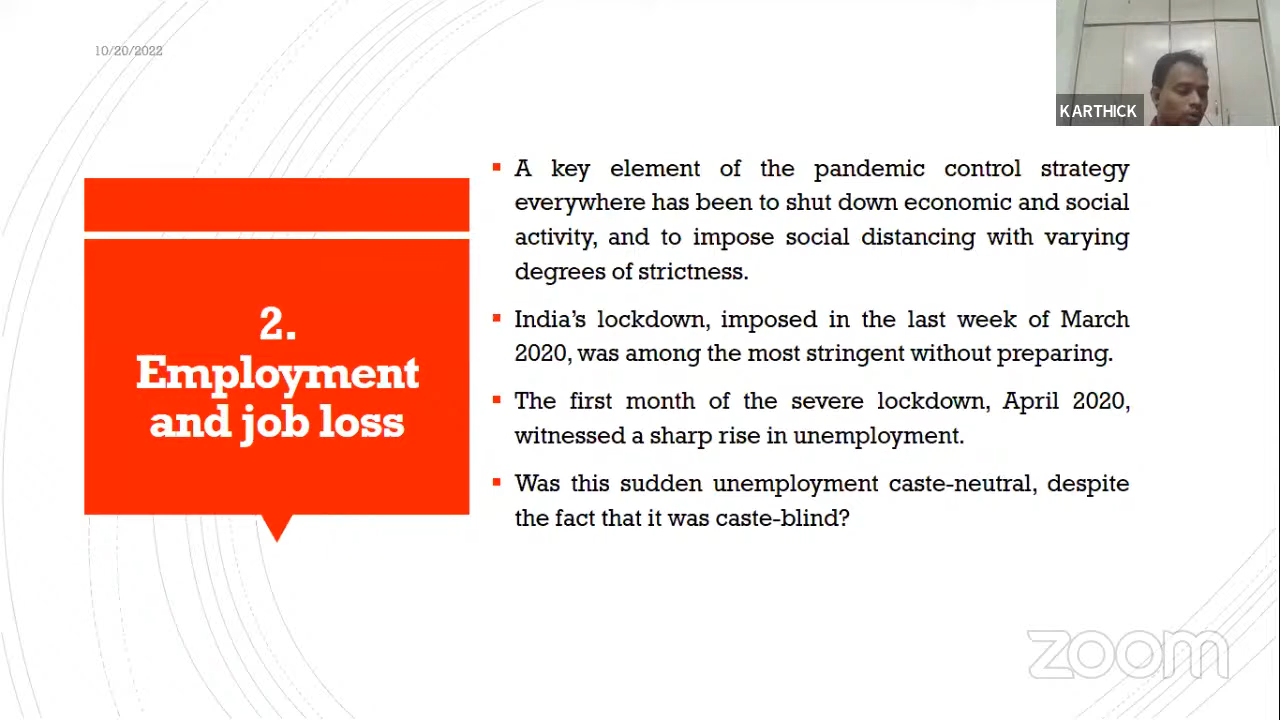 10/20/2022
KARTHICK
2.
Employment
and job loss
▪ A key element of the pandemic control strategy
everywhere has been to shut down economic and social
activity, and to impose social distancing with varying
degrees of strictness.
▪ India's lockdown, imposed in the last week of March
2020, was among the most stringent without preparing.
▪ The first month of the severe lockdown, April 2020,
witnessed a sharp rise in unemployment.
▪ Was this sudden unemployment caste-neutral, despite
the fact that it was caste-blind?
zoom